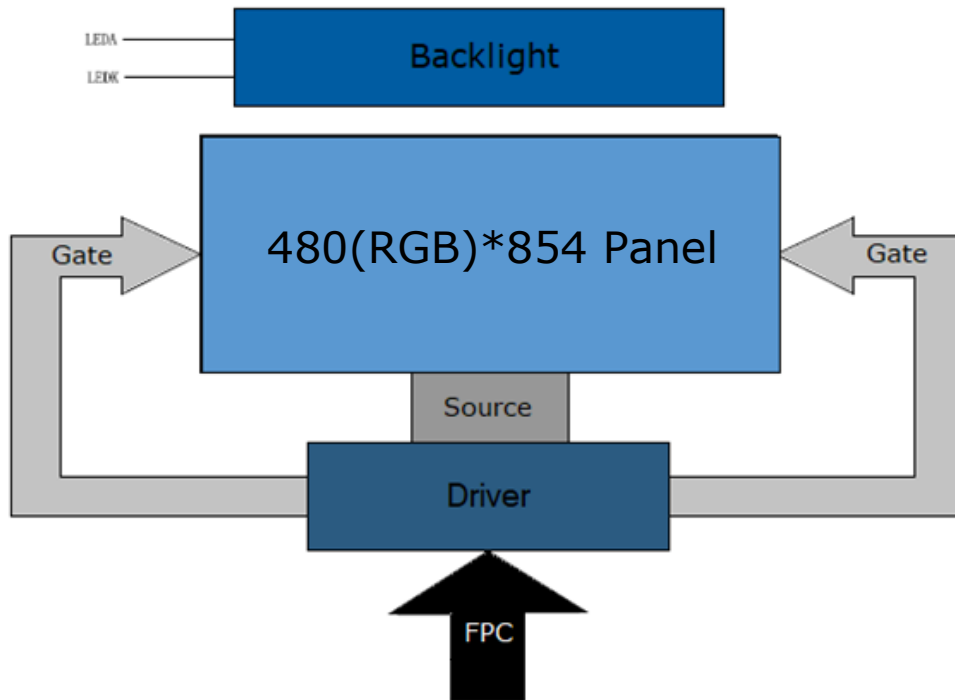 LEDA
Backlight
LEDK
480(RGB)*854 Panel
Gate
Gate
Source
Driver
FPC